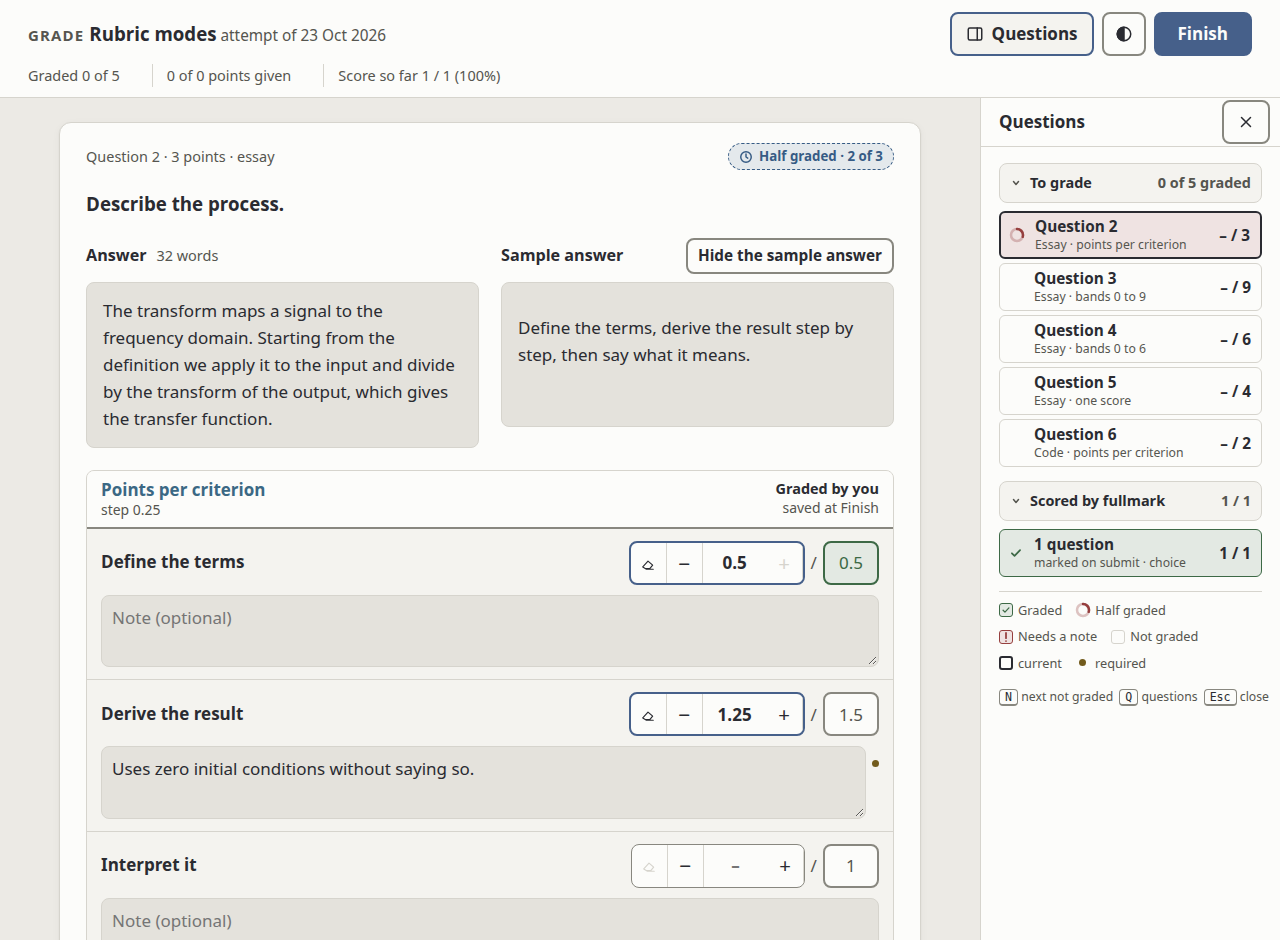 GRADE Rubric modes attempt of 23 Oct 2026
Questions
Finish
Graded 0 of 5
0 of 0 points given
Score so far 1 / 1 (100%)
Question 2 · 3 points · essay
Half graded · 2 of 3
Describe the process.
Answer 32 words
The transform maps a signal to the
frequency domain. Starting from the
definition we apply it to the input and divide
by the transform of the output, which gives
the transfer function.
Sample answer
Hide the sample answer
Define the terms, derive the result step by
step, then say what it means.
Points per criterion
step 0.25
Graded by you
saved at Finish
Define the terms
− 0.5 + / 0.5
Note (optional)
Derive the result
− 1.25 + / 1.5
Uses zero initial conditions without saying so.
Interpret it
− – + / 1
Note (optional)
Questions
To grade 0 of 5 graded
Question 2
Essay · points per criterion
– / 3
Question 3
Essay · bands 0 to 9
– / 9
Question 4
Essay · bands 0 to 6
– / 6
Question 5
Essay · one score
– / 4
Question 6
Code · points per criterion
– / 2
Scored by fullmark 1 / 1
1 question
marked on submit · choice
1 / 1
Graded Half graded
Needs a note Not graded
current required
N next not graded Q questions Esc close